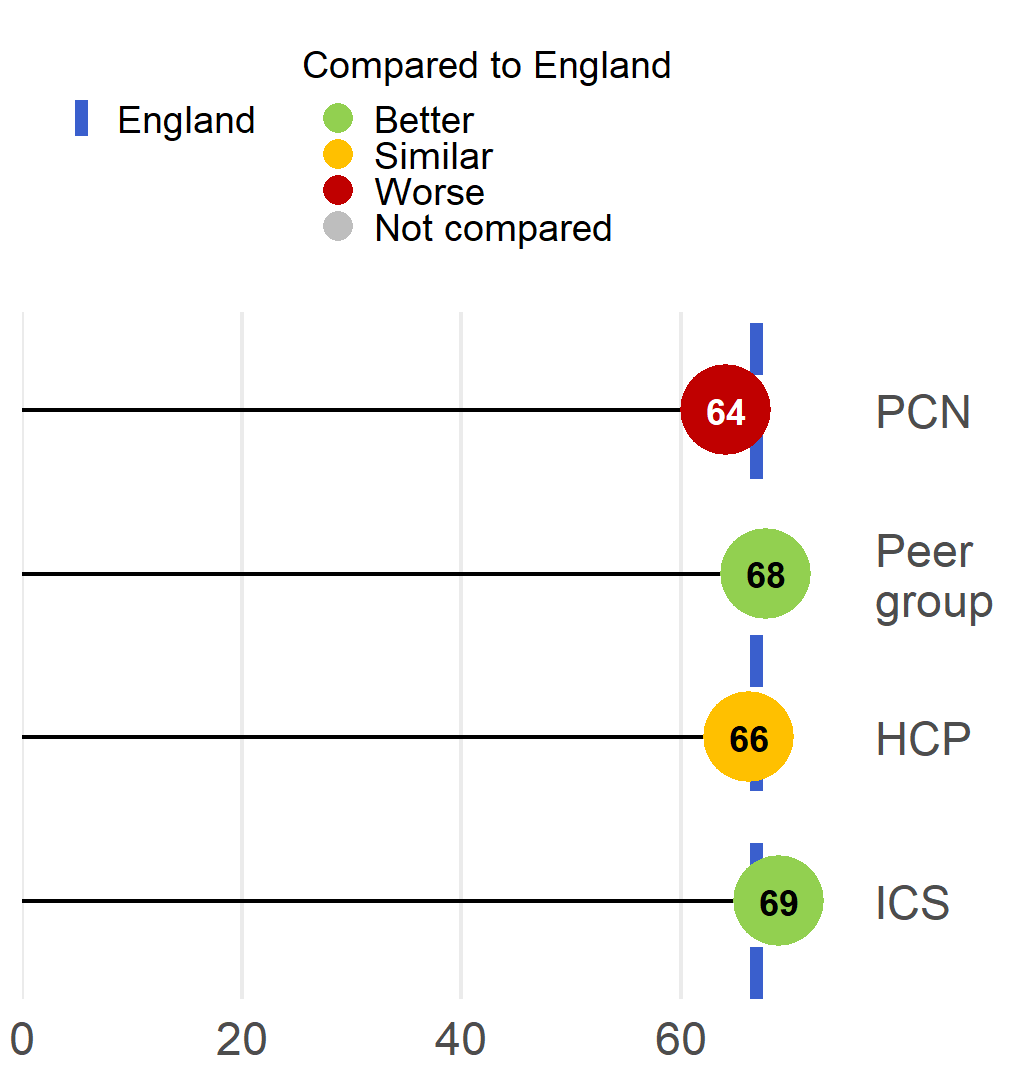 Compared to England
England
Better
Similar
Worse
Not compared
64
PCN
68
Peer
group
66
HCP
69
ICS
0
20
40
60